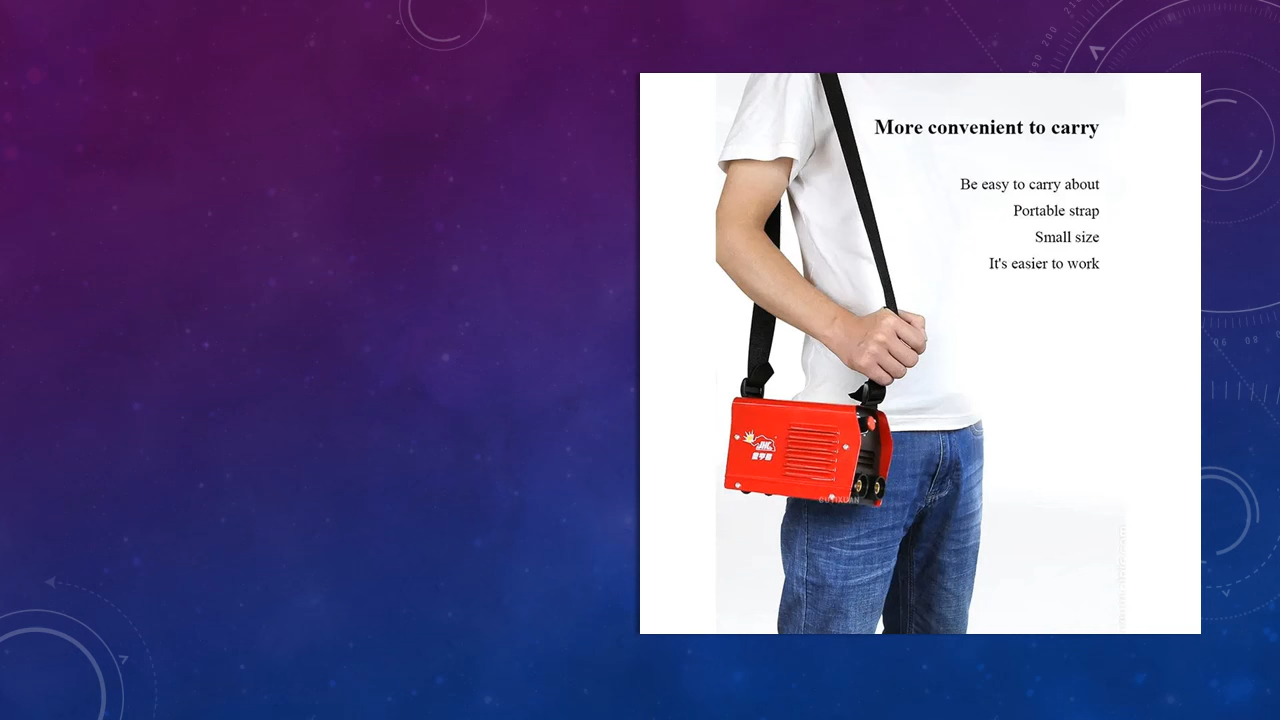 More convenient to carry
Be easy to carry about
Portable strap
Small size
It's easier to work